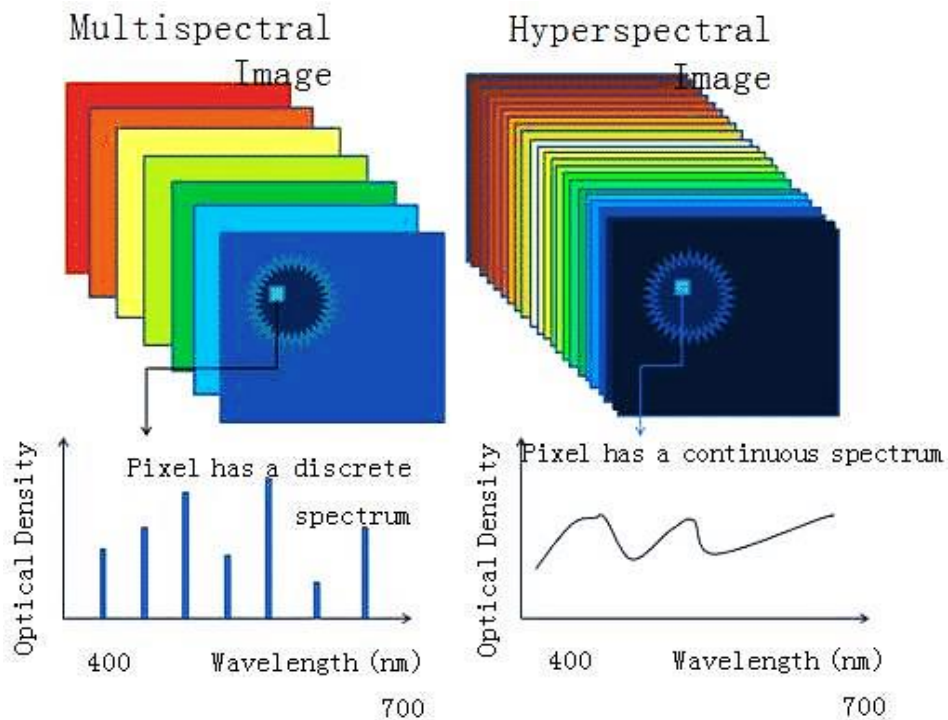 Multispectral
Image
Hyperspectral
Image
Pixel has a discrete
spectrum
Optical Density
400 Wavelength (nm)
700
Pixel has a continuous spectrum
Optical Density
400 Wavelength (nm)
700